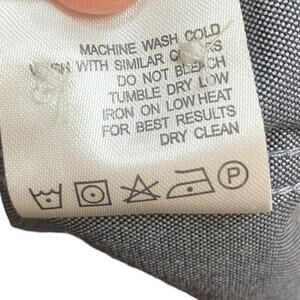 MACHINE WASH COLD
WITH SIMILAR
DO NOT BLEACH
TUMBLE DRY LOW
IRON ON LOW HEAT
FOR BEST RESULTS
DRY CLEAN
P